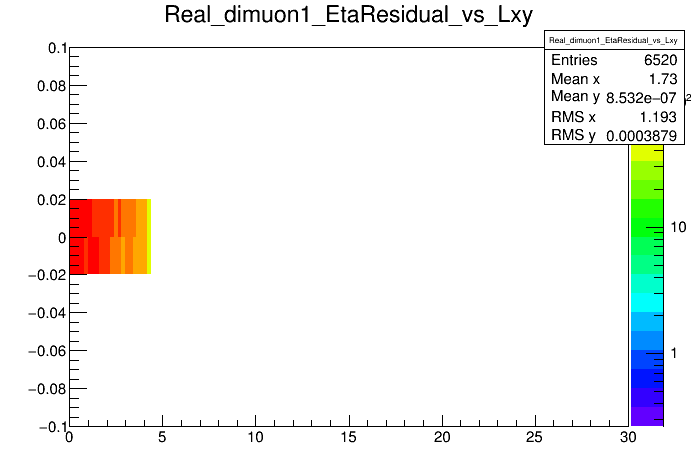 Real_dimuon1_EtaResidual_vs_Lxy
Real_dimuon1_EtaResidual_vs_Lxy
Entries 6520
Mean x 1.73
Mean y 8.532e−07
RMS x 1.193
RMS y 0.0003879
0.1
0.08
0.06
0.04
0.02
0
−0.02
−0.04
−0.06
−0.08
−0.1
0 5 10 15 20 25 30
2
10
1